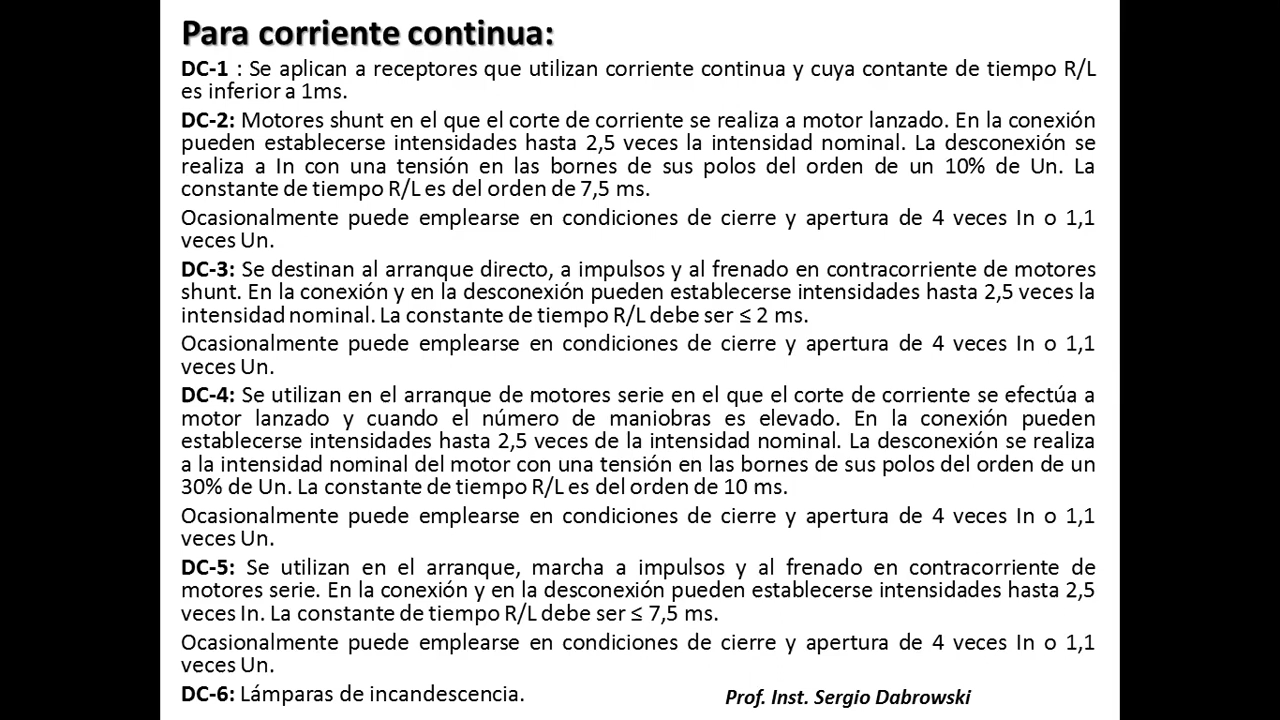 Para corriente continua:
DC-1 : Se aplican a receptores que utilizan corriente continua y cuya contante de tiempo R/L
es inferior a 1ms.
DC-2: Motores shunt en el que el corte de corriente se realiza a motor lanzado. En la conexión
pueden establecerse intensidades hasta 2,5 veces la intensidad nominal. La desconexión se
realiza a In con una tensión en las bornes de sus polos del orden de un 10% de Un. La
constante de tiempo R/L es del orden de 7,5 ms.
Ocasionalmente puede emplearse en condiciones de cierre y apertura de 4 veces In o 1,1
veces Un.
DC-3: Se destinan al arranque directo, a impulsos y al frenado en contracorriente de motores
shunt. En la conexión y en la desconexión pueden establecerse intensidades hasta 2,5 veces la
intensidad nominal. La constante de tiempo R/L debe ser ≤ 2 ms.
Ocasionalmente puede emplearse en condiciones de cierre y apertura de 4 veces In o 1,1
veces Un.
DC-4: Se utilizan en el arranque de motores serie en el que el corte de corriente se efectúa a
motor lanzado y cuando el número de maniobras es elevado. En la conexión pueden
establecerse intensidades hasta 2,5 veces de la intensidad nominal. La desconexión se realiza
a la intensidad nominal del motor con una tensión en las bornes de sus polos del orden de un
30% de Un. La constante de tiempo R/L es del orden de 10 ms.
Ocasionalmente puede emplearse en condiciones de cierre y apertura de 4 veces In o 1,1
veces Un.
DC-5: Se utilizan en el arranque, marcha a impulsos y al frenado en contracorriente de
motores serie. En la conexión y en la desconexión pueden establecerse intensidades hasta 2,5
veces In. La constante de tiempo R/L debe ser ≤ 7,5 ms.
Ocasionalmente puede emplearse en condiciones de cierre y apertura de 4 veces In o 1,1
veces Un.
DC-6: Lámparas de incandescencia.
Prof. Inst. Sergio Dabrowski